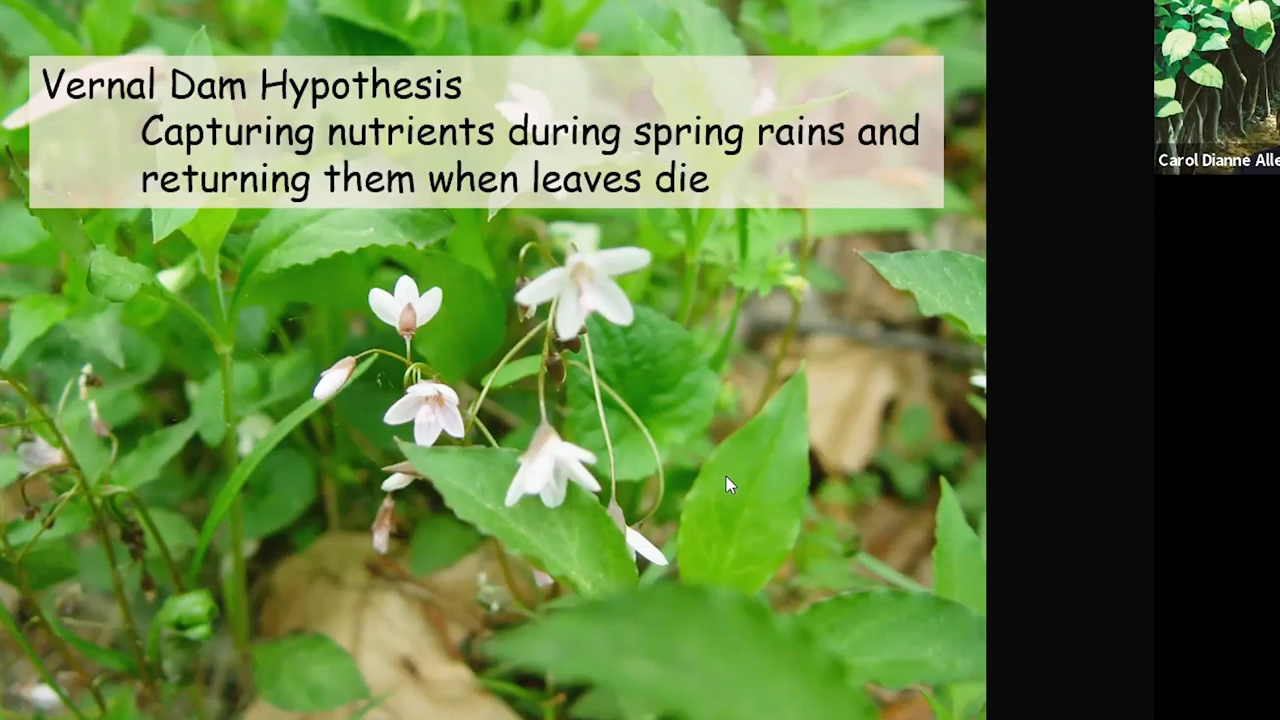 Vernal Dam Hypothesis
Capturing nutrients during spring rains and
returning them when leaves die
Carol Dianne Alle